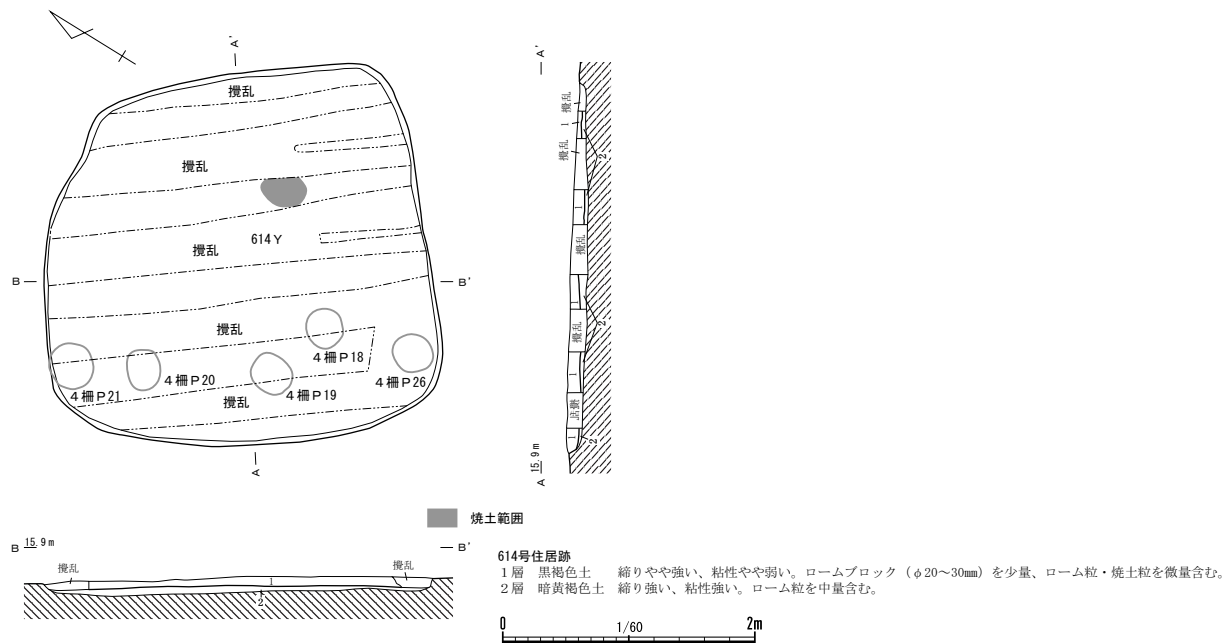 A'
攪乱
攪乱
614Y
攪乱
B
B'
攪乱
4柵P18
4柵P21
4柵P20
4柵P19
4柵P26
攪乱
A
A'
攪乱
1
攪乱
2
1
攪乱
1
2
攪乱
1
攪乱
1
2
A 15.9m
焼土範囲
B 15.9m
B'
攪乱
1
攪乱
2
614号住居跡
1層 黒褐色土 締りやや強い、粘性やや弱い。ロームブロック（φ20～30㎜）を少量、ローム粒・焼土粒を微量含む。
2層 暗黄褐色土 締り強い、粘性強い。ローム粒を中量含む。
0 1/60 2m